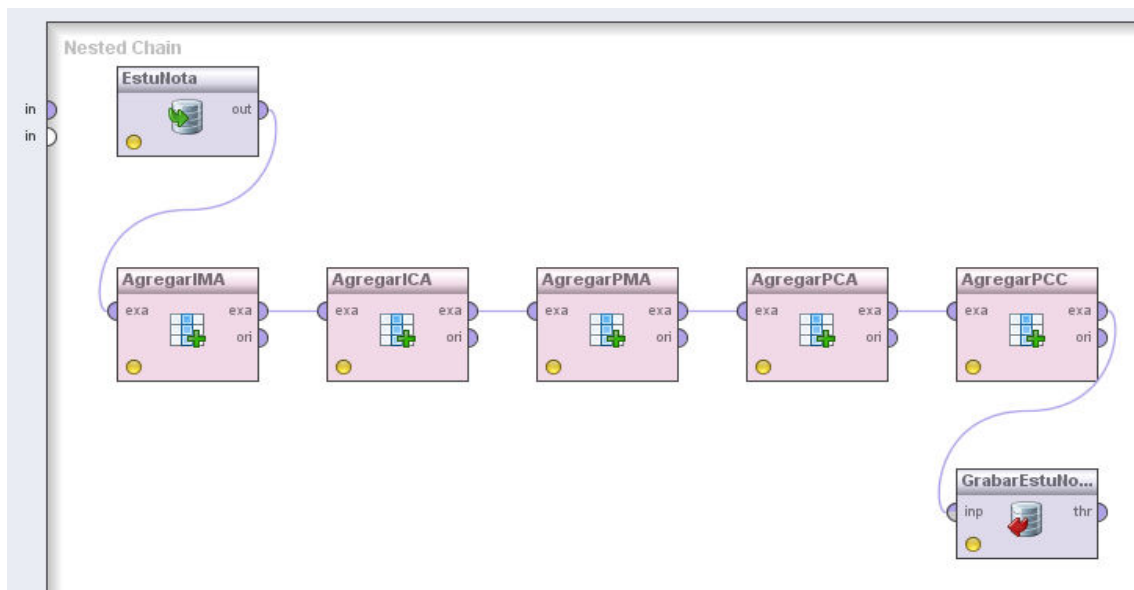 Nested Chain
EstuNota
in
out
in
AgregarIMA
AgregarICA
AgregarPMA
AgregarPCA
AgregarPCC
exa exa
exa exa
exa exa
exa exa
exa exa
ori
ori
ori
ori
ori
GrabarEstuNo...
inp thr